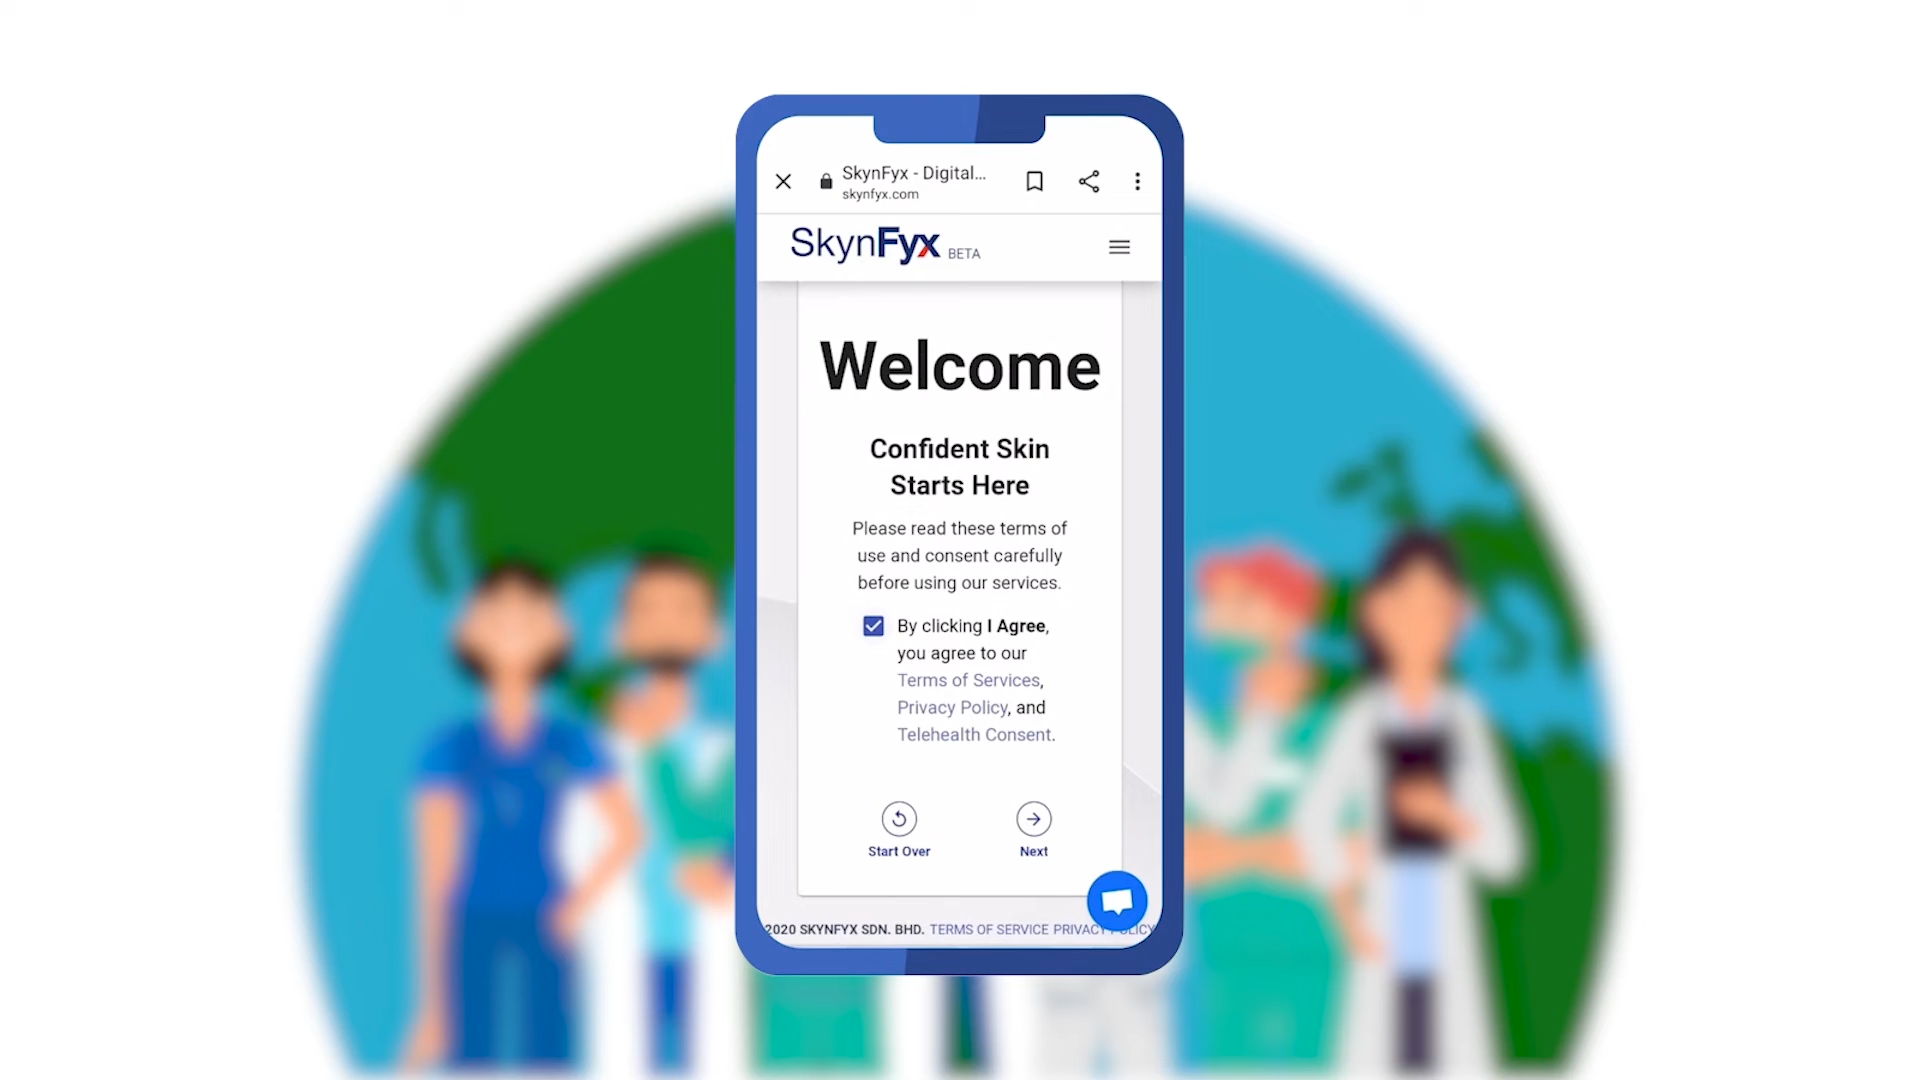 SkynFyx - Digital...
skynfyx.com
SkynFyx BETA
Welcome
Confident Skin
Starts Here
Please read these terms of
use and consent carefully
before using our services.
By clicking I Agree,
you agree to our
Terms of Services,
Privacy Policy, and
Telehealth Consent.
Start Over
Next
2020 SKYNFYX SDN. BHD. TERMS OF SERVICE PRIVACY POLICY